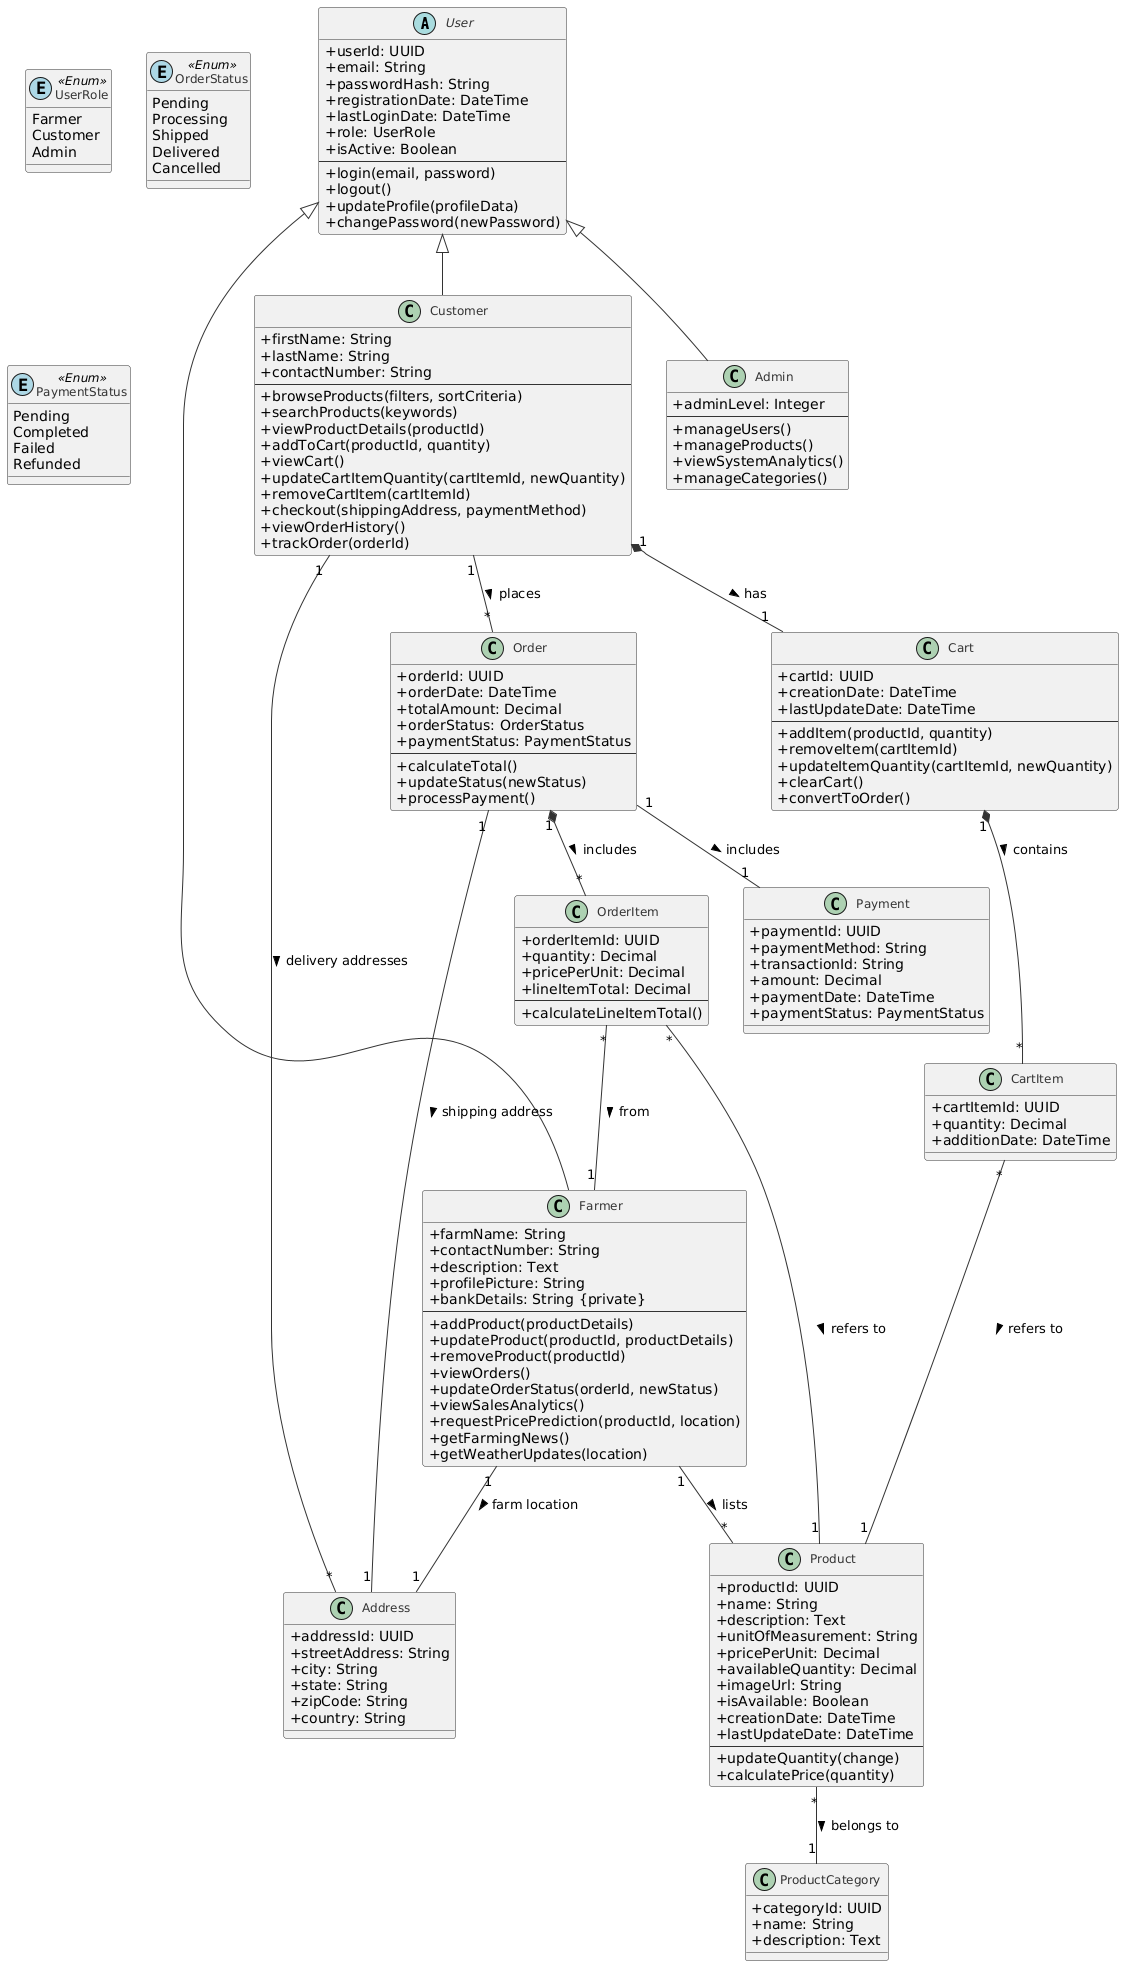 A User
+userId: UUID
+email: String
+passwordHash: String
+registrationDate: DateTime
+lastLoginDate: DateTime
+role: UserRole
+isActive: Boolean
+login(email, password)
+logout()
+updateProfile(profileData)
+changePassword(newPassword)
E «Enum»
UserRole
Farmer
Customer
Admin
E «Enum»
OrderStatus
Pending
Processing
Shipped
Delivered
Cancelled
E «Enum»
PaymentStatus
Pending
Completed
Failed
Refunded
C Customer
+firstName: String
+lastName: String
+contactNumber: String
+browseProducts(filters, sortCriteria)
+searchProducts(keywords)
+viewProductDetails(productId)
+addToCart(productId, quantity)
+viewCart()
+updateCartItemQuantity(cartItemId, newQuantity)
+removeCartItem(cartItemId)
+checkout(shippingAddress, paymentMethod)
+viewOrderHistory()
+trackOrder(orderId)
C Admin
+adminLevel: Integer
+manageUsers()
+manageProducts()
+viewSystemAnalytics()
+manageCategories()
1
1
1
places
has
*
1
C Order
+orderId: UUID
+orderDate: DateTime
+totalAmount: Decimal
+orderStatus: OrderStatus
+paymentStatus: PaymentStatus
+calculateTotal()
+updateStatus(newStatus)
+processPayment()
C Cart
+cartId: UUID
+creationDate: DateTime
+lastUpdateDate: DateTime
+addItem(productId, quantity)
+removeItem(cartItemId)
+updateItemQuantity(cartItemId, newQuantity)
+clearCart()
+convertToOrder()
1
1
1
1
includes
includes
contains
*
1
C OrderItem
+orderItemId: UUID
+quantity: Decimal
+pricePerUnit: Decimal
+lineItemTotal: Decimal
+calculateLineItemTotal()
C Payment
+paymentId: UUID
+paymentMethod: String
+transactionId: String
+amount: Decimal
+paymentDate: DateTime
+paymentStatus: PaymentStatus
delivery addresses
*
*
*
C CartItem
+cartItemId: UUID
+quantity: Decimal
+additionDate: DateTime
shipping address
from
1
*
C Farmer
+farmName: String
+contactNumber: String
+description: Text
+profilePicture: String
+bankDetails: String {private}
+addProduct(productDetails)
+updateProduct(productId, productDetails)
+removeProduct(productId)
+viewOrders()
+updateOrderStatus(orderId, newStatus)
+viewSalesAnalytics()
+requestPricePrediction(productId, location)
+getFarmingNews()
+getWeatherUpdates(location)
refers to
refers to
1
1
farm location
lists
*
1
1
*
1
1
C Address
+addressId: UUID
+streetAddress: String
+city: String
+state: String
+zipCode: String
+country: String
C Product
+productId: UUID
+name: String
+description: Text
+unitOfMeasurement: String
+pricePerUnit: Decimal
+availableQuantity: Decimal
+imageUrl: String
+isAvailable: Boolean
+creationDate: DateTime
+lastUpdateDate: DateTime
+updateQuantity(change)
+calculatePrice(quantity)
*
belongs to
1
C ProductCategory
+categoryId: UUID
+name: String
+description: Text